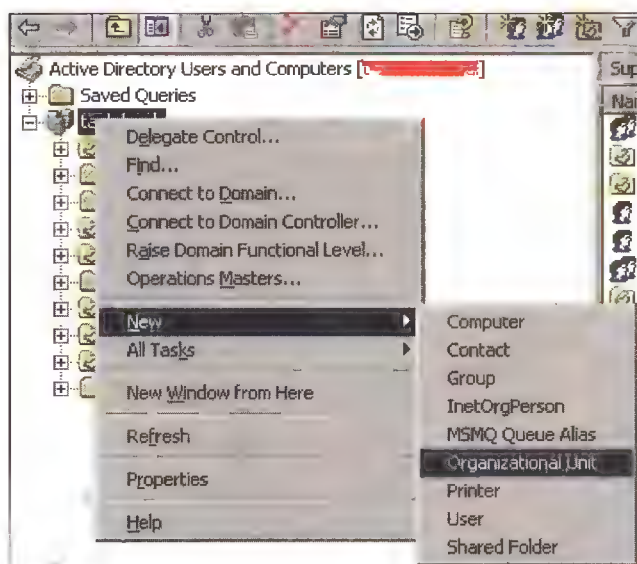 Active Directory Users and Computers [
Saved Queries
Delegate Control...
Find...
Connect to Domain...
Connect to Domain Controller...
Raise Domain Functional Level...
Operations Masters...
New
All Tasks
New Window from Here
Refresh
Properties
Help
Computer
Contact
Group
InetOrgPerson
MSMQ Queue Alias
Organizational Unit
Printer
User
Shared Folder